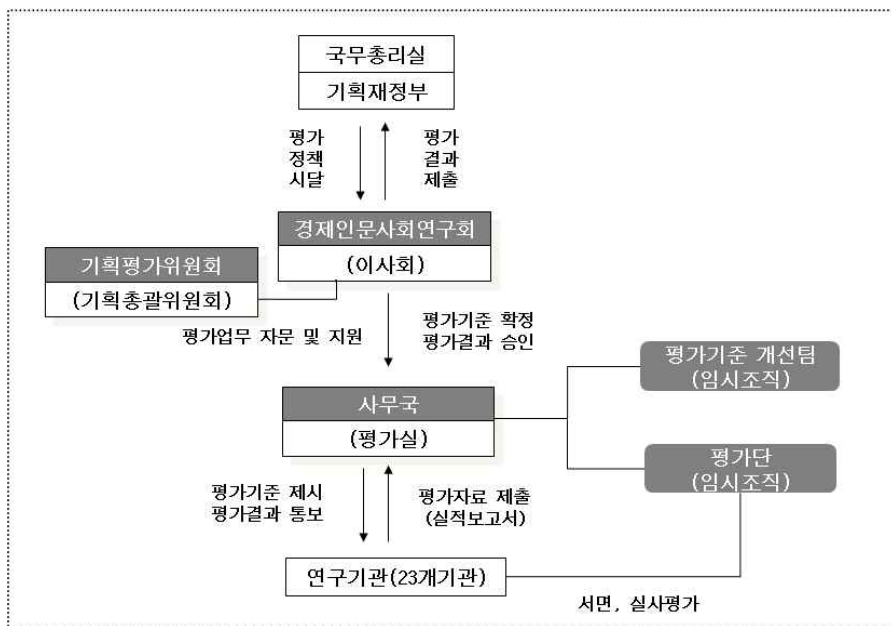 국무총리실
기획재정부
평가
정책
시달
평가
결과
제출
경제인문사회연구회
(이사회)
기획평가위원회
(기획총괄위원회)
평가업무 자문 및 지원
평가기준 확정
평가결과 승인
평가기준 개선팀
(임시조직)
사무국
(평가실)
평가단
(임시조직)
평가기준 제시
평가결과 통보
평가자료 제출
(실적보고서)
연구기관(23개기관)
서면, 실사평가